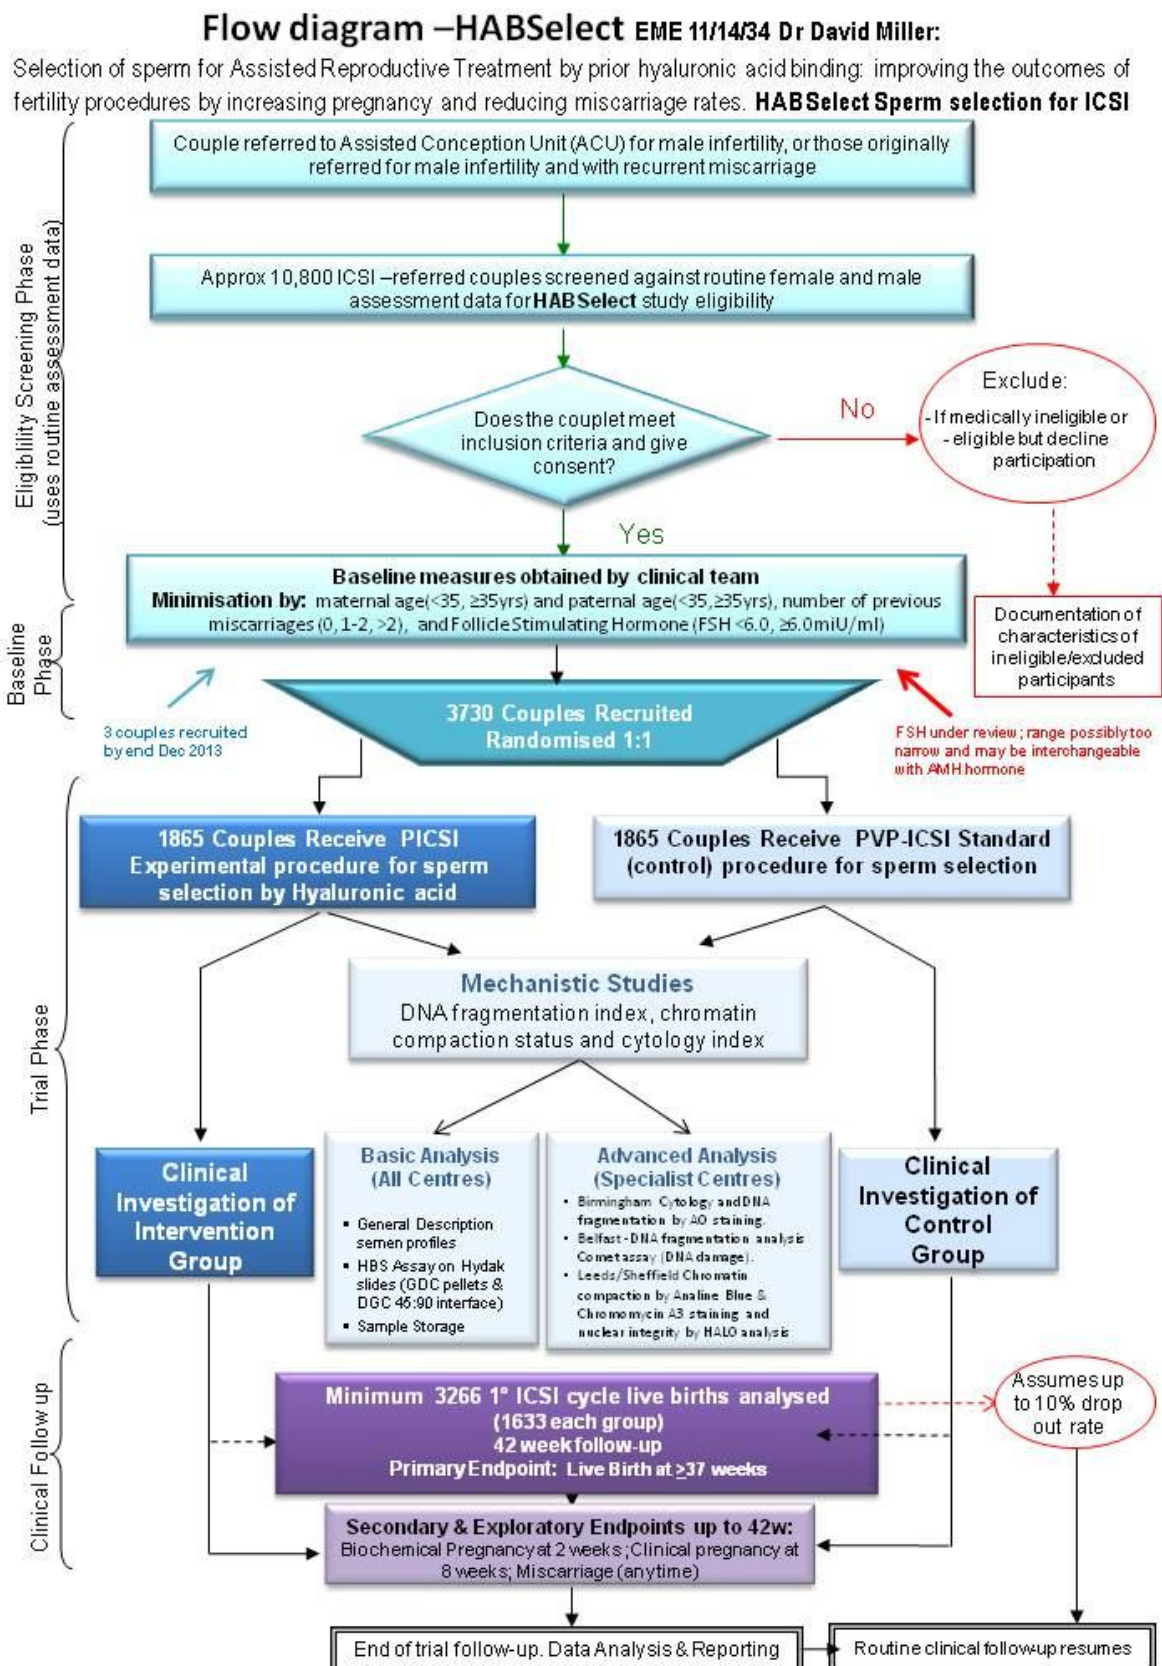 Flow diagram –HABSelect EME 11/14/34 Dr David Miller:
Selection of sperm for Assisted Reproductive Treatment by prior hyaluronic acid binding: improving the outcomes of
fertility procedures by increasing pregnancy and reducing miscarriage rates. HABSelect Sperm selection for ICSI
Eligibility Screening Phase
(uses routine assessment data)
Couple referred to Assisted Conception Unit (ACU) for male infertility, or those originally
referred for male infertility and with recurrent miscarriage
Approx 10,800 ICSI –referred couples screened against routine female and male
assessment data for HABSelect study eligibility
Does the couplet meet
inclusion criteria and give
consent?
No
Exclude:
- If medically ineligible or
- eligible but decline
participation
Yes
Documentation of
characteristics of
ineligible/excluded
participants
Baseline
Phase
Baseline measures obtained by clinical team
Minimisation by: maternal age(<35, ≥35yrs) and paternal age(<35,≥35yrs), number of previous
miscarriages (0, 1-2, >2), and Follicle Stimulating Hormone (FSH <6.0, ≥6.0miU/ml)
3 couples recruited
by end Dec 2013
3730 Couples Recruited
Randomised 1:1
FSH under review; range possibly too
narrow and may be interchangeable
with AMH hormone
Trial Phase
1865 Couples Receive PICSI
Experimental procedure for sperm
selection by Hyaluronic acid
1865 Couples Receive PVP-ICSI Standard
(control) procedure for sperm selection
Mechanistic Studies
DNA fragmentation index, chromatin
compaction status and cytology index
Clinical
Investigation of
Intervention
Group
Basic Analysis
(All Centres)
▪ General Description
semen profiles
▪ HBS Assay on Hydak
slides (GDC pellets &
DGC 45:90 interface)
▪ Sample Storage
Advanced Analysis
(Specialist Centres)
• Birmingham Cytology and DNA
fragmentation by AO staining.
• Belfast -DNA fragmentation analysis
Comet assay (DNA damage).
• Leeds/Sheffield Chromatin
compaction by Analine Blue &
Chromomycin A3 staining and
nuclear integrity by HALO analysis
Clinical
Investigation of
Control
Group
Clinical Follow up
Minimum 3266 1° ICSI cycle live births analysed
(1633 each group)
42 week follow-up
Primary Endpoint: Live Birth at ≥37 weeks
Assumes up
to 10% drop
out rate
Secondary & Exploratory Endpoints up to 42w:
Biochemical Pregnancy at 2 weeks ;Clinical pregnancy at
8 weeks; Miscarriage (anytime)
End of trial follow-up. Data Analysis & Reporting
Routine clinical follow-up resumes